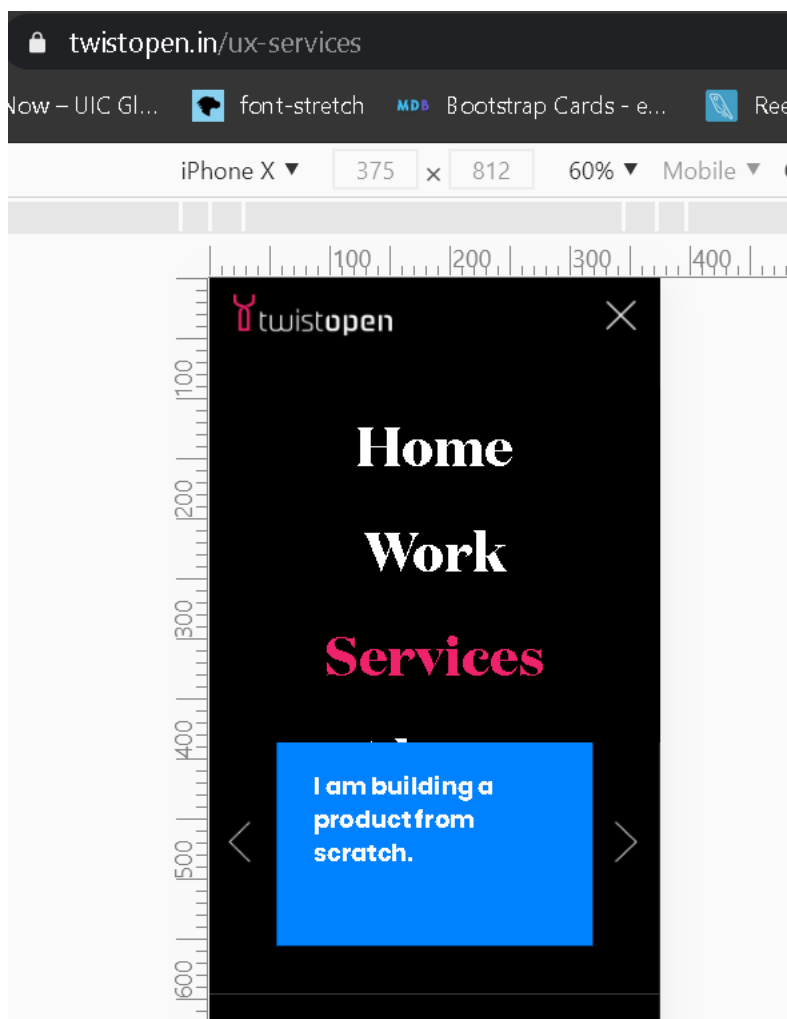 twistopen.in/ux-services
Now – UIC Gl...
font-stretch
MDB
Bootstrap Cards - e...
Ree
iPhone X ▼ 375 × 812 60% ▼ Mobile ▼
100 200 300 400
twistopen
100
Home
200
Work
300
Services
400
I am building a
product from
scratch.
500
600